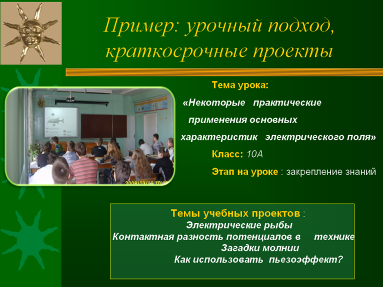 Пример: урочный подход,
краткосрочные проекты
Тема урока:
«Некоторые практические
применения основных
характеристик электрического поля»
Класс: 10А
Этап на уроке : закрепление знаний
Темы учебных проектов :
Электрические рыбы
Контактная разность потенциалов в технике
Загадки молнии
Как использовать пьезоэффект?